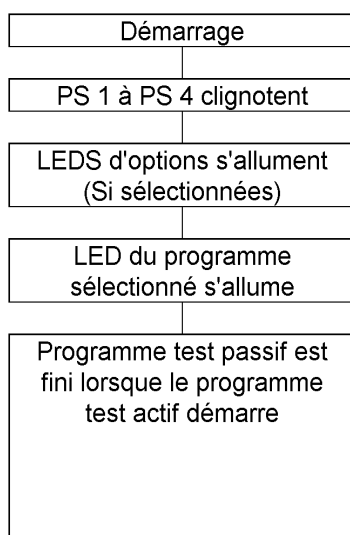 Démarrage
PS 1 à PS 4 clignotent
LEDS d'options s'allument
(Si sélectionnées)
LED du programme
sélectionné s'allume
Programme test passif est
fini lorsque le programme
test actif démarre